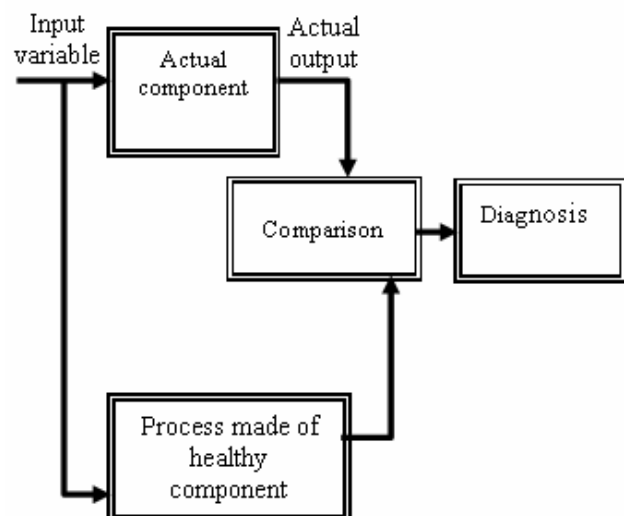 Input
variable
Actual
component
Actual
output
Comparison
Diagnosis
Process made of
healthy
component